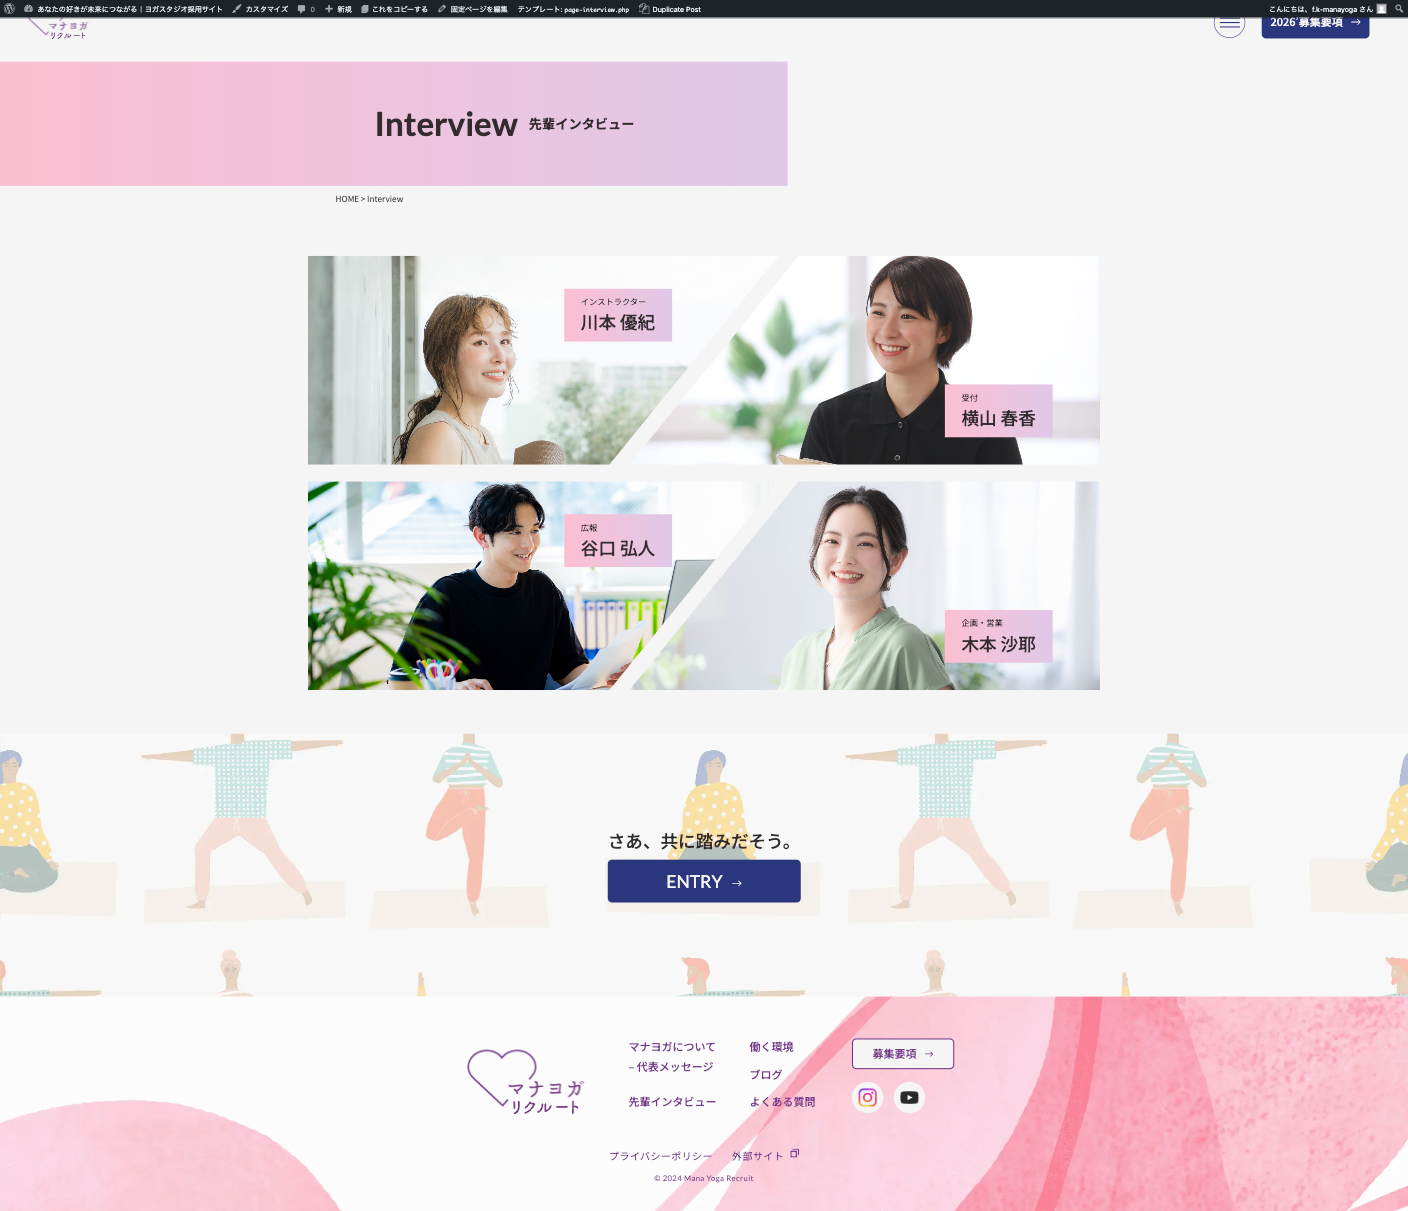 あなたの好きが未来につながる｜ヨガスタジオ採用サイト カスタマイズ 0 新規 これをコピーする 固定ページを編集 テンプレート: page-interview.php Duplicate Post こんにちは、f.k-manayoga さん
マナヨガ
リクルート
2026 募集要項 →
Interview 先輩インタビュー
HOME > Interview
インストラクター
川本 優紀
受付
横山 春香
広報
谷口 弘人
企画・営業
木本 沙耶
さあ、共に踏みだそう。
ENTRY →
マナヨガ
リクルート
マナヨガについて
– 代表メッセージ
先輩インタビュー
働く環境
ブログ
よくある質問
募集要項 →
プライバシーポリシー 外部サイト
© 2024 Mana Yoga Recruit